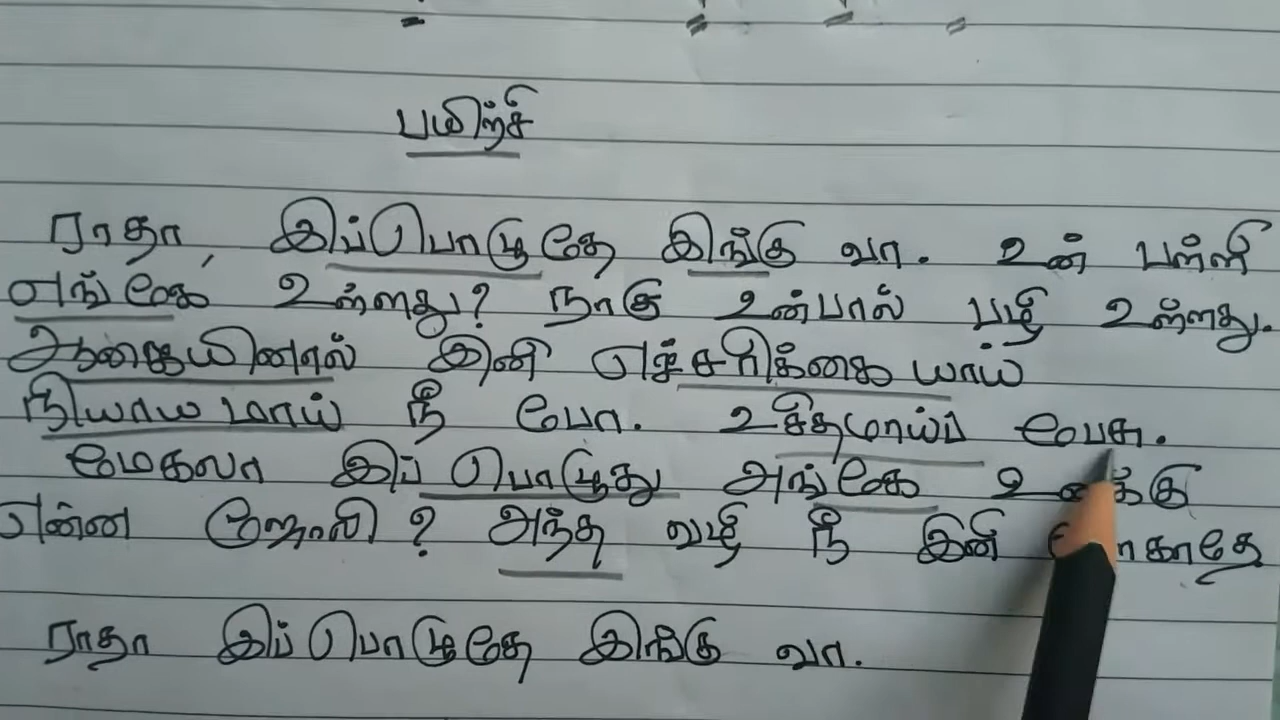 பயிற்சி
ராதா, இப்பொழுதே இங்கு வா. உன் பள்ளி
எங்கே உள்ளது? நாகு உன்பால் பழி உள்ளது.
ஆகையினால் இனி எச்சரிக்கையாய்
நியாயமாய் நீ போ. உசிதமாய்ப் பேசு.
மேகலா இப்பொழுது அங்கே உனக்கு
என்ன ஜோலி? அந்த வழி நீ இனி போகாதே
ராதா இப்பொழுதே இங்கு வா.